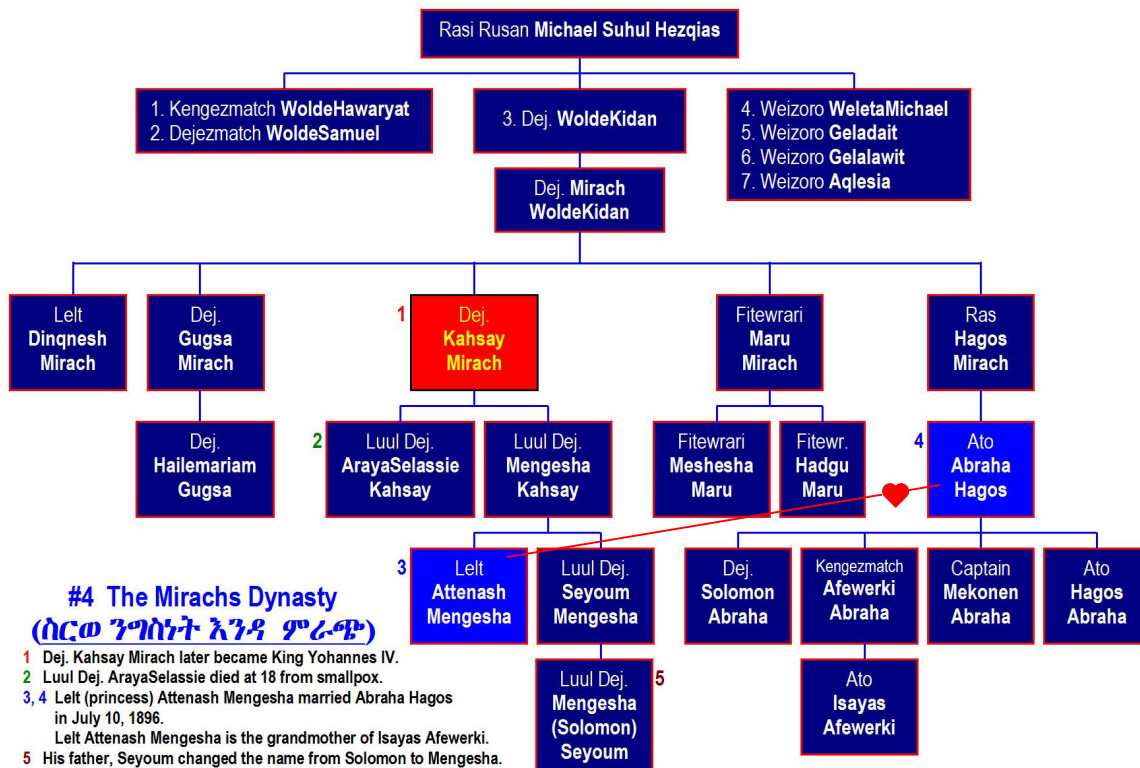 Rasi Rusan Michael Suhul Hezqias
1. Kengezmatch WoldeHawaryat
2. Dejezmatch WoldeSamuel
3. Dej. WoldeKidan
4. Weizoro WeletaMichael
5. Weizoro Geladait
6. Weizoro Gelalawit
7. Weizoro Aqlesia
Dej. Mirach
WoldeKidan
Lelt
Dinqnesh
Mirach
Dej.
Gugsa
Mirach
1
Dej.
Kahsay
Mirach
Fitewrari
Maru
Mirach
Ras
Hagos
Mirach
Dej.
Hailemariam
Gugsa
2
Luul Dej.
ArayaSelassie
Kahsay
Luul Dej.
Mengesha
Kahsay
Fitewrari
Meshesha
Maru
Fitewr.
Hadgu
Maru
4
Ato
Abraha
Hagos
3
Lelt
Attenash
Mengesha
Luul Dej.
Seyoum
Mengesha
Dej.
Solomon
Abraha
Kengezmatch
Afewerki
Abraha
Captain
Mekonen
Abraha
Ato
Hagos
Abraha
Luul Dej.
Mengesha
(Solomon)
Seyoum
5
Ato
Isayas
Afewerki
#4 The Mirachs Dynasty
(ስርወ ንግስነት እንዳ ምራጭ)
1 Dej. Kahsay Mirach later became King Yohannes IV.
2 Luul Dej. ArayaSelassie died at 18 from smallpox.
3, 4 Lelt (princess) Attenash Mengesha married Abraha Hagos
in July 10, 1896.
Lelt Attenash Mengesha is the grandmother of Isayas Afewerki.
5 His father, Seyoum changed the name from Solomon to Mengesha.